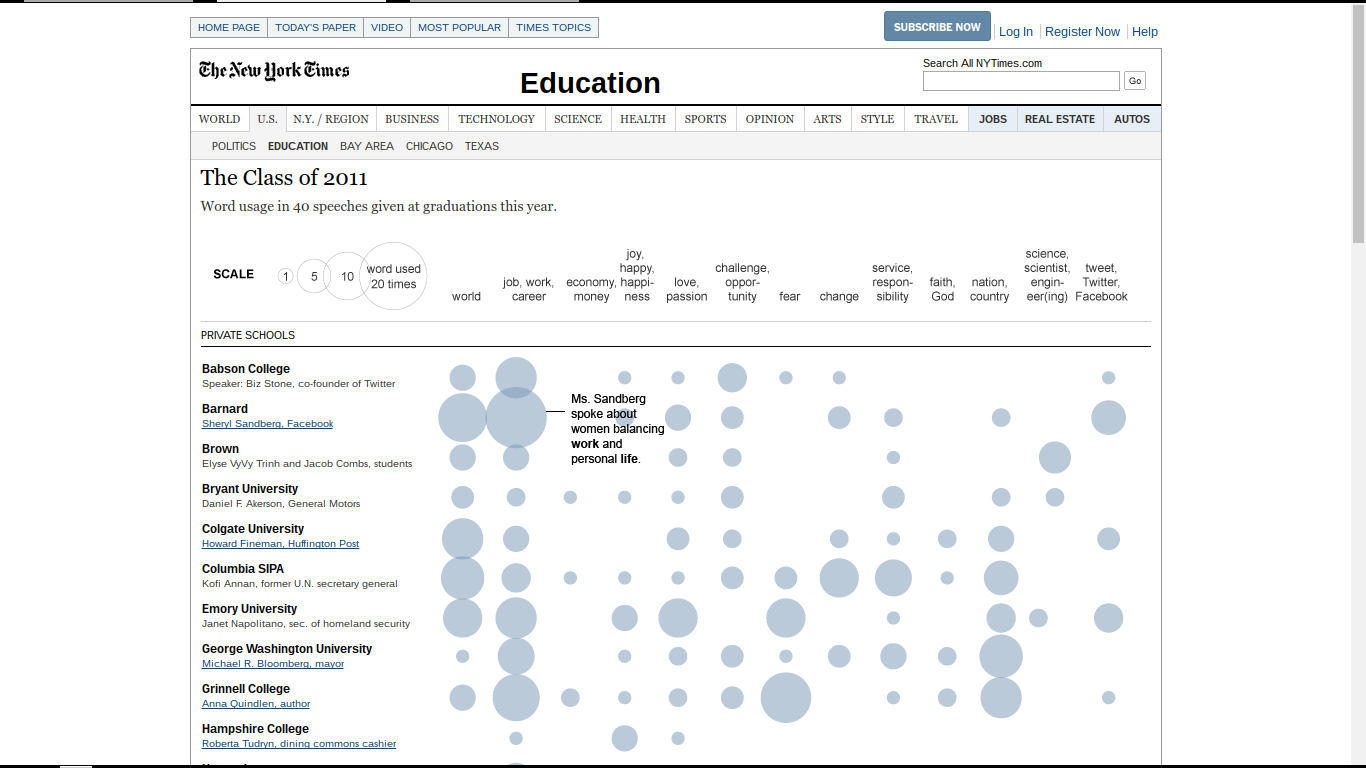 HOME PAGE TODAY'S PAPER VIDEO MOST POPULAR TIMES TOPICS
SUBSCRIBE NOW Log In Register Now Help
The New York Times
Education
Search All NYTimes.com
Go
WORLD U.S. N.Y. / REGION BUSINESS TECHNOLOGY SCIENCE HEALTH SPORTS OPINION ARTS STYLE TRAVEL JOBS REAL ESTATE AUTOS
POLITICS EDUCATION BAY AREA CHICAGO TEXAS
The Class of 2011
Word usage in 40 speeches given at graduations this year.
SCALE
1
5
10
word used
20 times
world
job, work,
career
economy,
money
joy,
happy,
happi-
ness
love,
passion
challenge,
oppor-
tunity
fear
change
service,
respon-
sibility
faith,
God
nation,
country
science,
scientist,
engin-
eer(ing)
tweet,
Twitter,
Facebook
PRIVATE SCHOOLS
Babson College
Speaker: Biz Stone, co-founder of Twitter
Barnard
Sheryl Sandberg, Facebook
Ms. Sandberg
spoke about
women balancing
work and
personal life.
Brown
Elyse VyVy Trinh and Jacob Combs, students
Bryant University
Daniel F. Akerson, General Motors
Colgate University
Howard Fineman, Huffington Post
Columbia SIPA
Kofi Annan, former U.N. secretary general
Emory University
Janet Napolitano, sec. of homeland security
George Washington University
Michael R. Bloomberg, mayor
Grinnell College
Anna Quindlen, author
Hampshire College
Roberta Tudryn, dining commons cashier